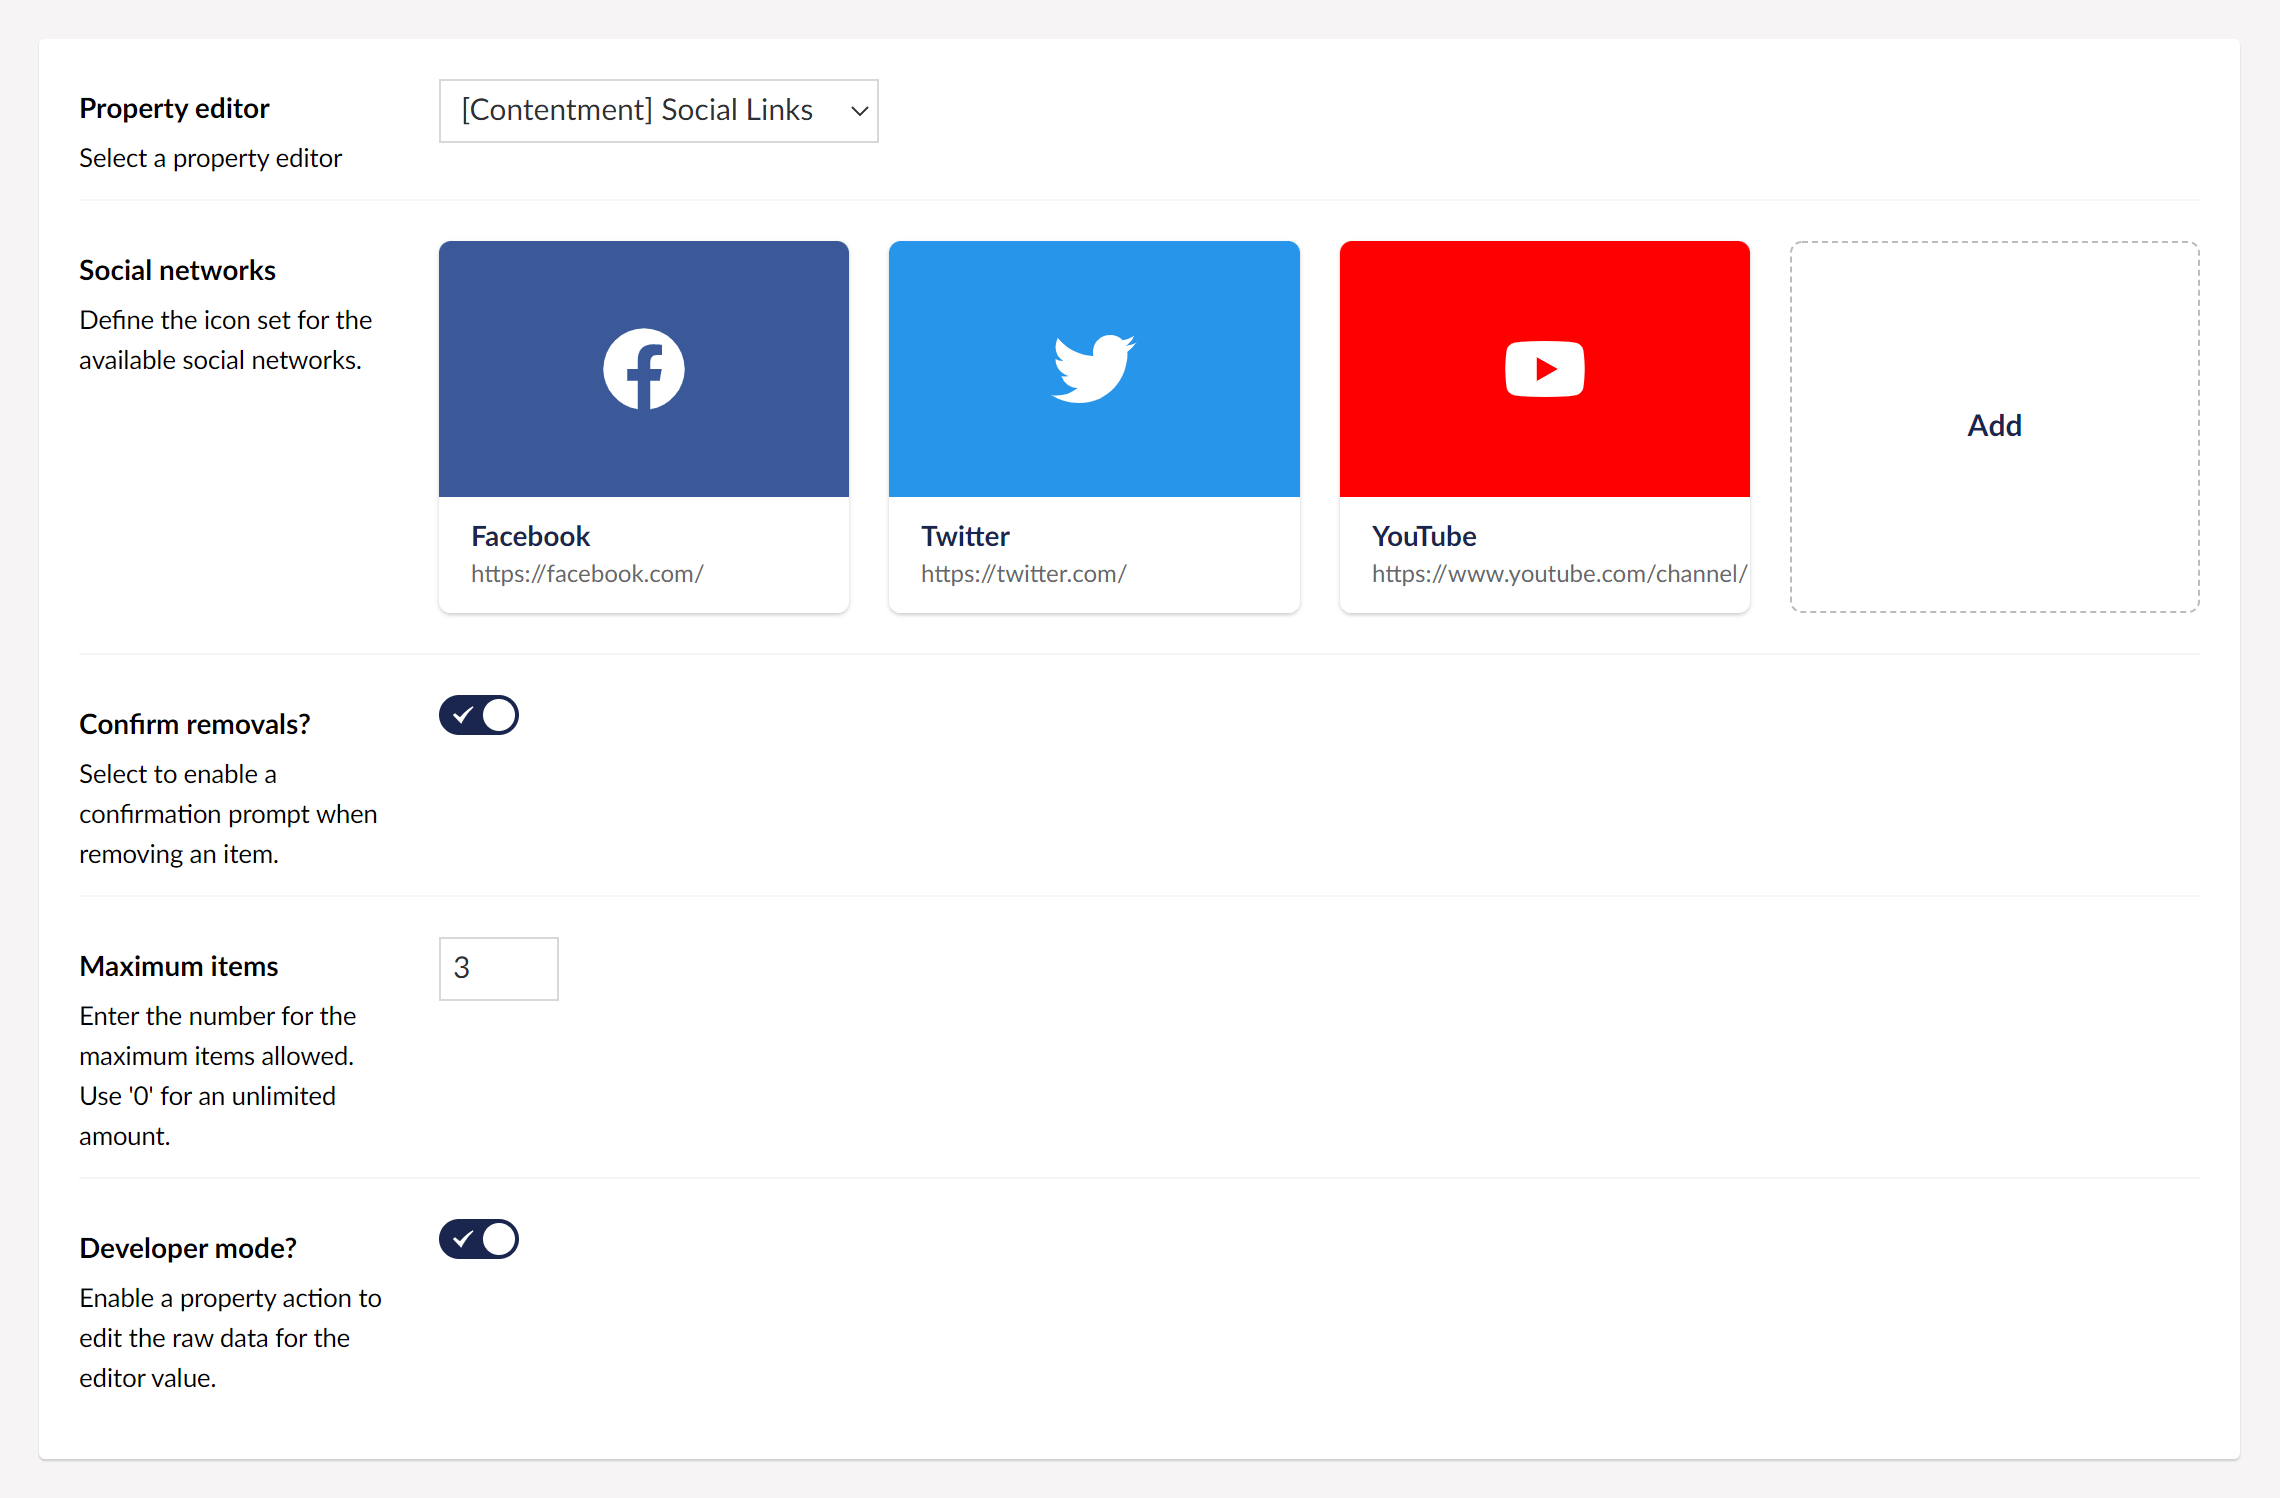 Property editor
Select a property editor
[Contentment] Social Links
Social networks
Define the icon set for the
available social networks.
Facebook
https://facebook.com/
Twitter
https://twitter.com/
YouTube
https://www.youtube.com/channel/
Add
Confirm removals?
Select to enable a
confirmation prompt when
removing an item.
Maximum items
Enter the number for the
maximum items allowed.
Use '0' for an unlimited
amount.
3
Developer mode?
Enable a property action to
edit the raw data for the
editor value.